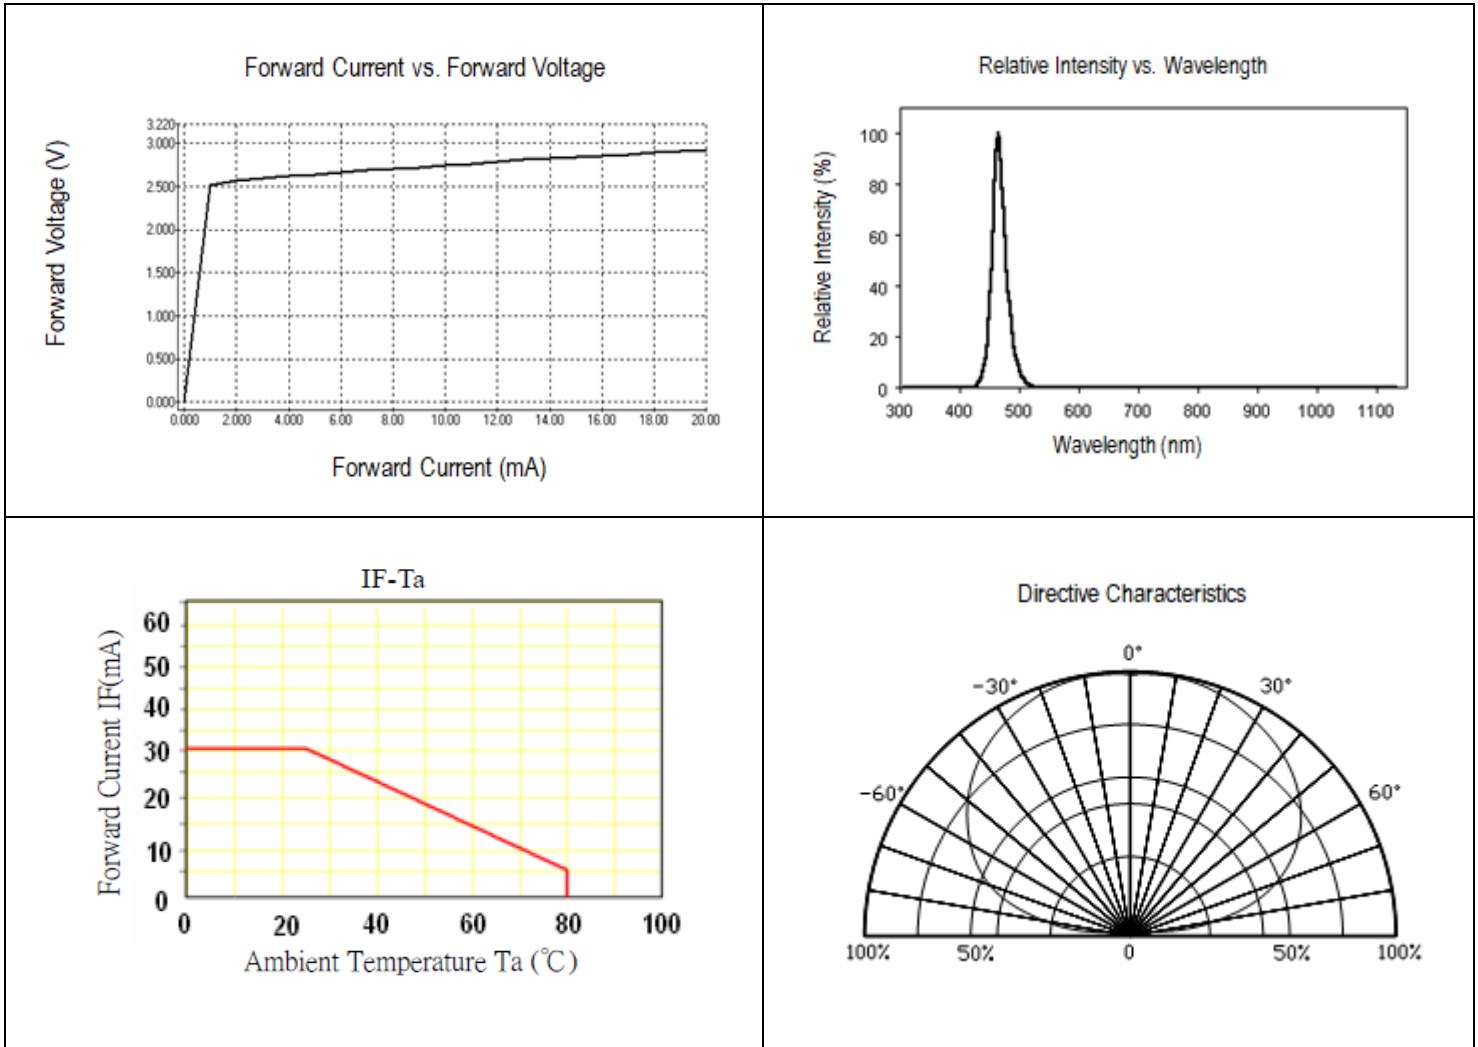 Forward Current vs. Forward Voltage
Forward Voltage (V)
3.220
3.000
2.500
2.000
1.500
1.000
0.500
0.000
0.000 2.000 4.000 6.00 8.00 10.00 12.00 14.00 16.00 18.00 20.00
Forward Current (mA)
Relative Intensity vs. Wavelength
Relative Intensity (%)
100
80
60
40
20
0
300 400 500 600 700 800 900 1000 1100
Wavelength (nm)
IF-Ta
Forward Current IF(mA)
60
50
40
30
20
10
0
0 20 40 60 80 100
Ambient Temperature Ta (℃)
Directive Characteristics
0°
-30° 30°
-60° 60°
100% 50% 0 50% 100%